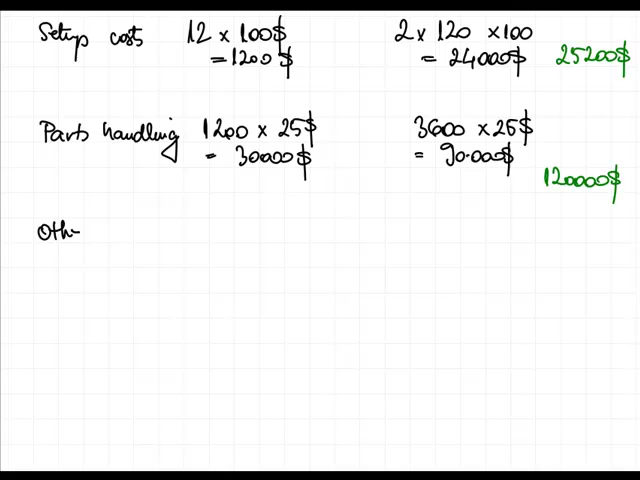 Setup costs 12 x 100$ 2 x 120 x 100
= 1200 $ = 24000$ 25200$
Parts handling 1200 x 25$ 3600 x 25$
= 30000$ = 90.000$
120000$
Oth